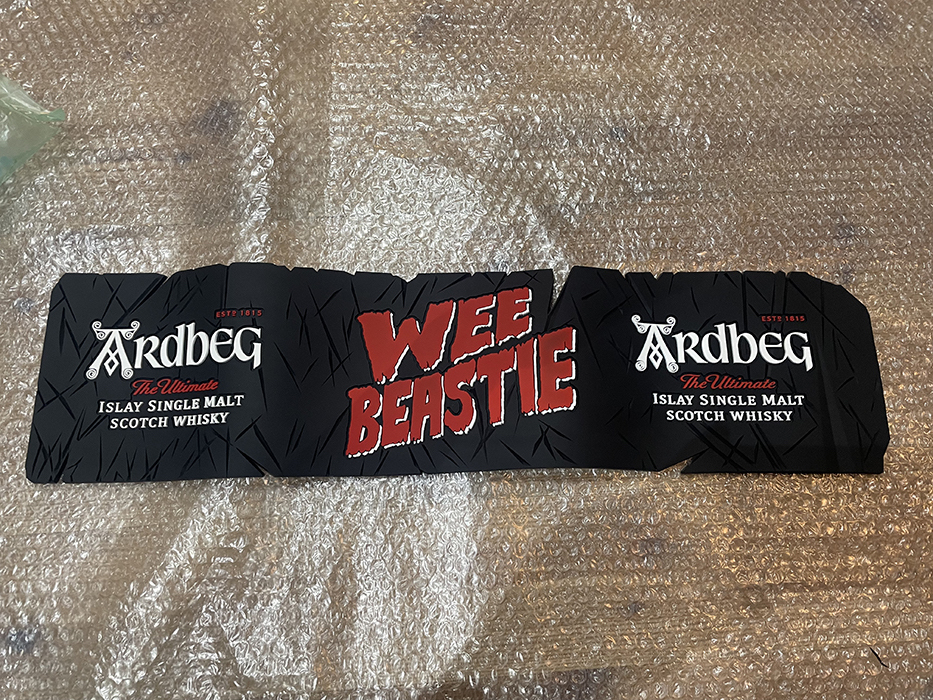 ESTD 1815
ARDBEG
The Ultimate
ISLAY SINGLE MALT
SCOTCH WHISKY
WEE
BEASTIE
ESTD 1815
ARDBEG
The Ultimate
ISLAY SINGLE MALT
SCOTCH WHISKY